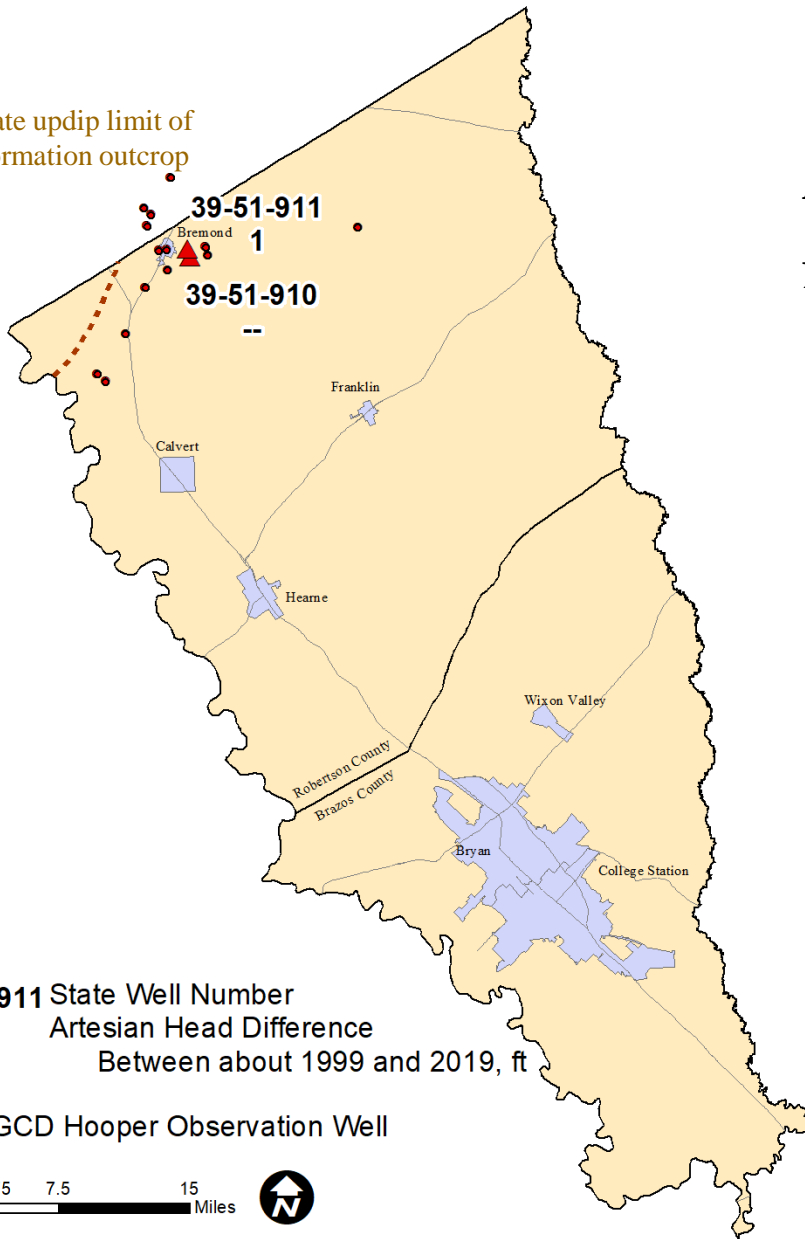 ate updip limit of
ormation outcrop
39-51-911
Bremond
1
39-51-910
--
Franklin
Calvert
Hearne
Wixon Valley
Robertson County
Brazos County
Bryan
College Station
911 State Well Number
Artesian Head Difference
Between about 1999 and 2019, ft
GCD Hooper Observation Well
5 7.5 15
Miles
N